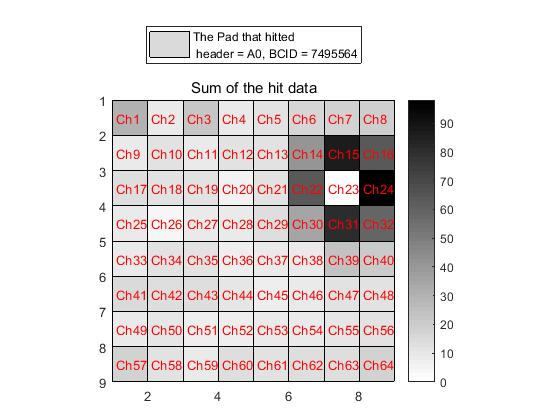 The Pad that hitted
header = A0, BCID = 7495564
Sum of the hit data
1
Ch1 Ch2 Ch3 Ch4 Ch5 Ch6 Ch7 Ch8
2
Ch9 Ch10 Ch11 Ch12 Ch13 Ch14 Ch15 Ch16
3
Ch17 Ch18 Ch19 Ch20 Ch21 Ch22 Ch23 Ch24
4
Ch25 Ch26 Ch27 Ch28 Ch29 Ch30 Ch31 Ch32
5
Ch33 Ch34 Ch35 Ch36 Ch37 Ch38 Ch39 Ch40
6
Ch41 Ch42 Ch43 Ch44 Ch45 Ch46 Ch47 Ch48
7
Ch49 Ch50 Ch51 Ch52 Ch53 Ch54 Ch55 Ch56
8
Ch57 Ch58 Ch59 Ch60 Ch61 Ch62 Ch63 Ch64
9
2 4 6 8
90
80
70
60
50
40
30
20
10
0